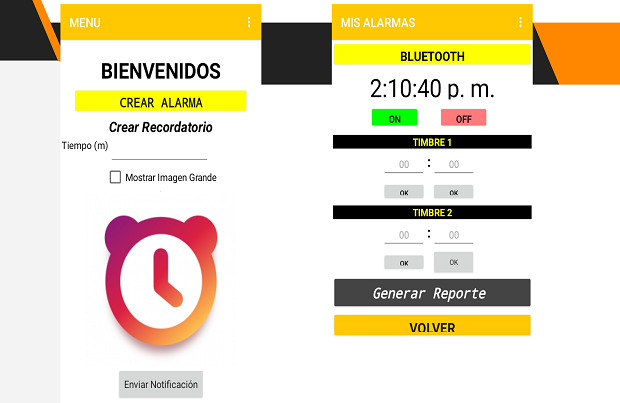 MENU
BIENVENIDOS
CREAR ALARMA
Crear Recordatorio
Tiempo (m)
Mostrar Imagen Grande
Enviar Notificación
MIS ALARMAS
BLUETOOTH
2:10:40 p. m.
ON OFF
TIMBRE 1
00 : 00
OK OK
TIMBRE 2
00 : 00
OK OK
Generar Reporte
VOLVER